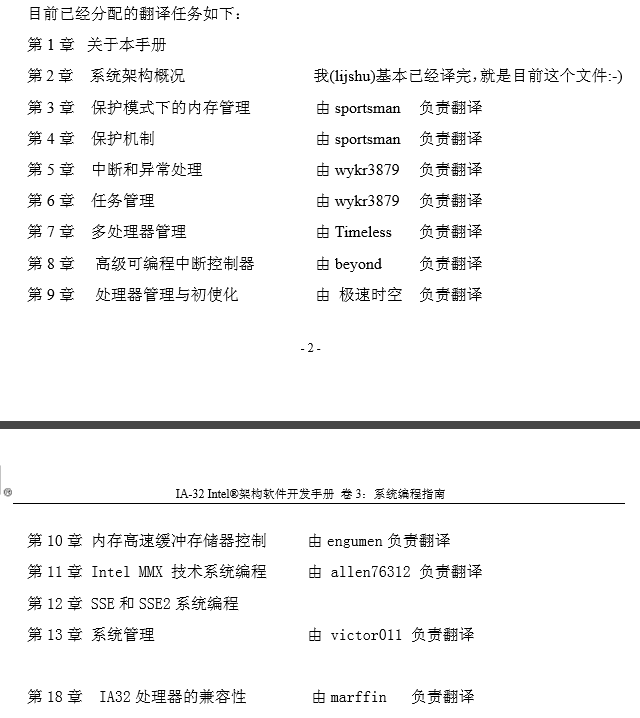 目前已经分配的翻译任务如下：
第 1 章 关于本手册
第 2 章 系统架构概况 我(lijshu)基本已经译完，就是目前这个文件:-)
第 3 章 保护模式下的内存管理 由 sportsman 负责翻译
第 4 章 保护机制 由 sportsman 负责翻译
第 5 章 中断和异常处理 由 wykr3879 负责翻译
第 6 章 任务管理 由 wykr3879 负责翻译
第 7 章 多处理器管理 由 Timeless 负责翻译
第 8 章 高级可编程中断控制器 由 beyond 负责翻译
第 9 章 处理器管理与初使化 由 极速时空 负责翻译
- 2 -
IA-32 Intel®架构软件开发手册 卷 3：系统编程指南
第 10 章 内存高速缓冲存储器控制 由 engumen 负责翻译
第 11 章 Intel MMX 技术系统编程 由 allen76312 负责翻译
第 12 章 SSE 和 SSE2 系统编程
第 13 章 系统管理 由 victor011 负责翻译
第 18 章 IA32 处理器的兼容性 由 marffin 负责翻译